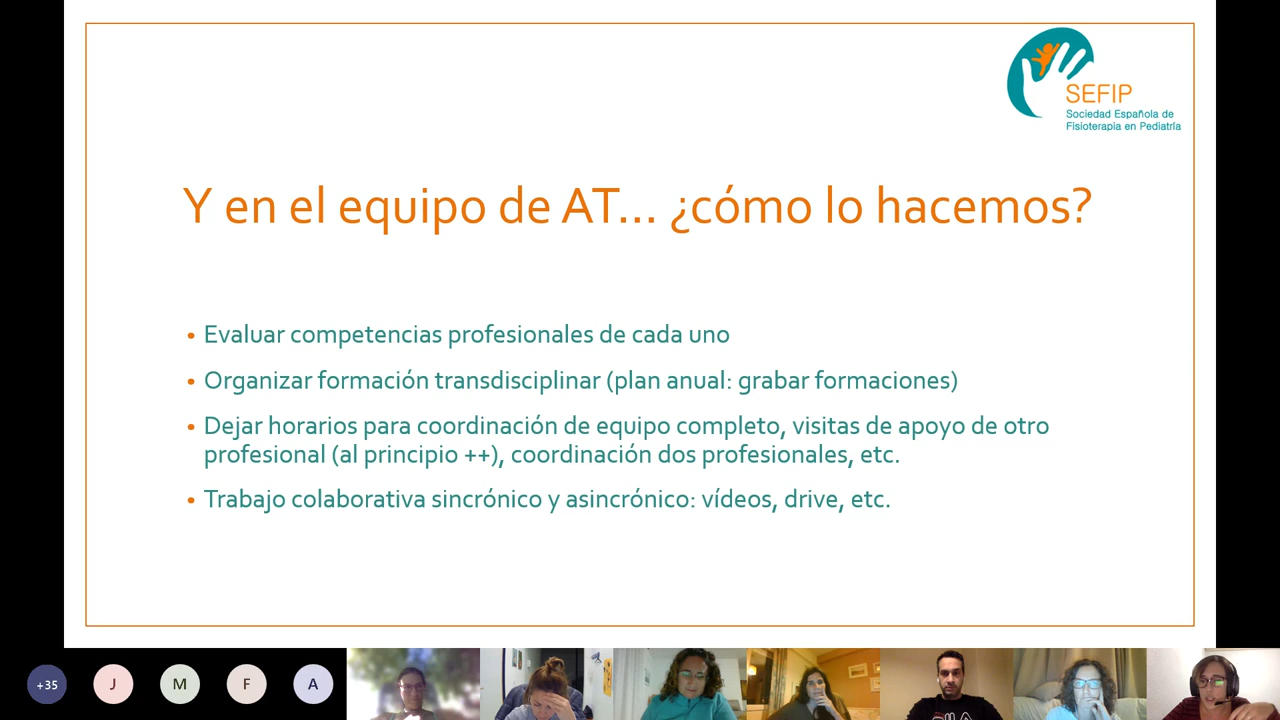 SEFIP
Sociedad Española de
Fisioterapia en Pediatría
Y en el equipo de AT... ¿cómo lo hacemos?
• Evaluar competencias profesionales de cada uno
• Organizar formación transdisciplinar (plan anual: grabar formaciones)
• Dejar horarios para coordinación de equipo completo, visitas de apoyo de otro
profesional (al principio ++), coordinación dos profesionales, etc.
• Trabajo colaborativa sincrónico y asincrónico: vídeos, drive, etc.
+35
J
M
F
A